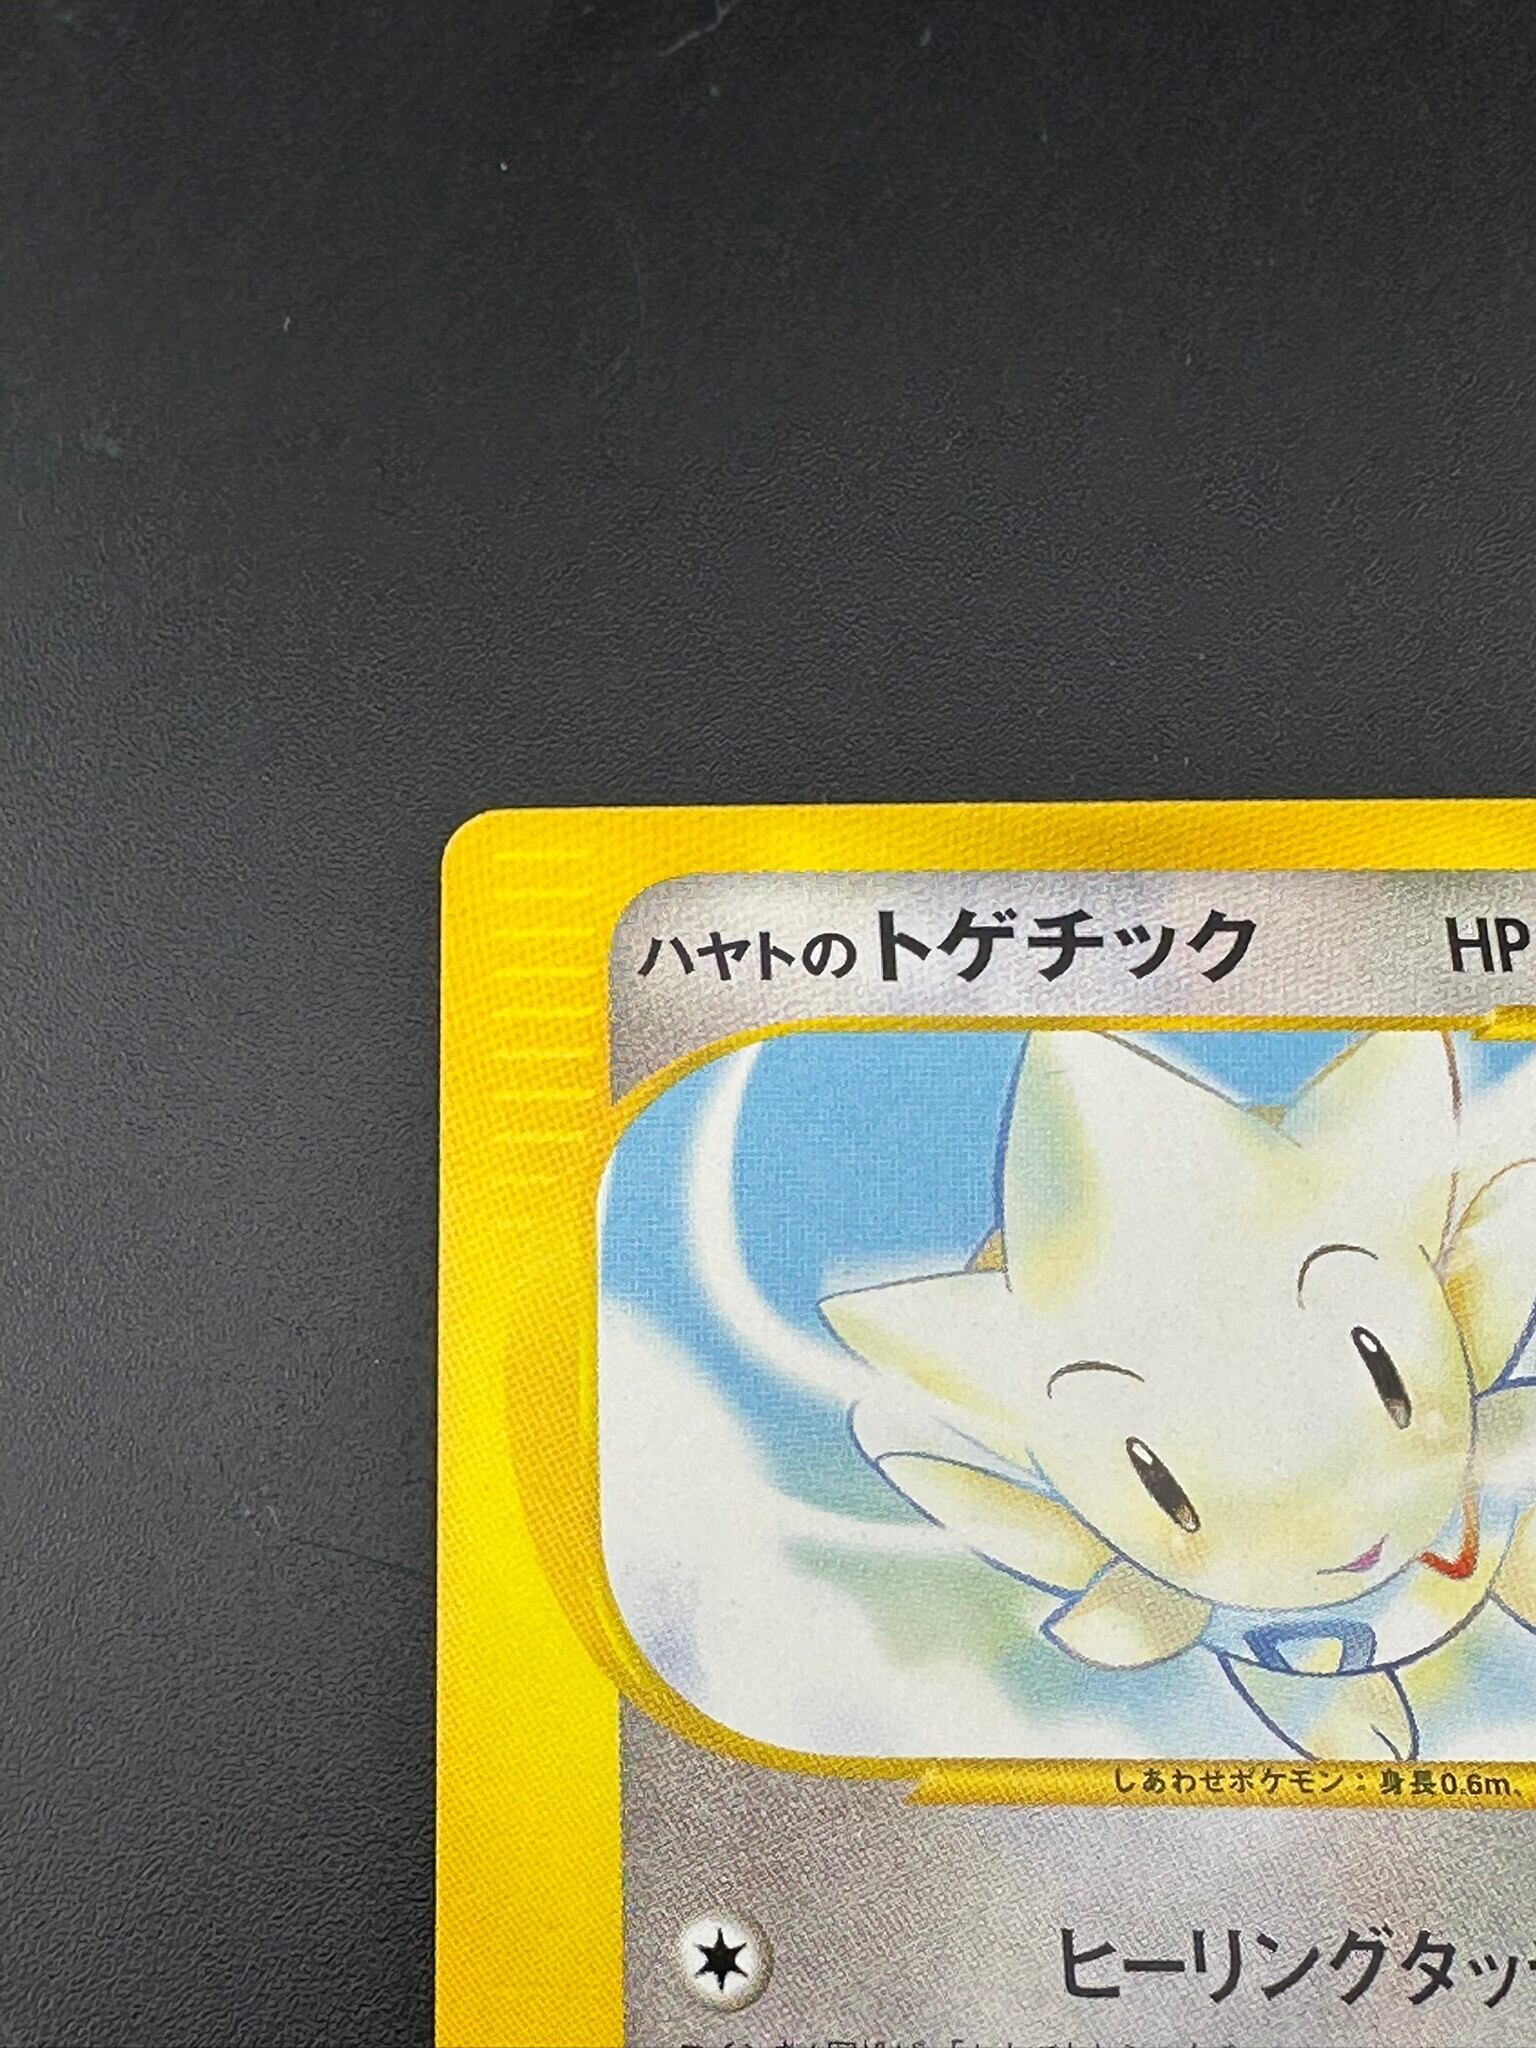 ハヤトのトゲチック HP
しあわせポケモン：身長0.6m、
ヒーリングタッ